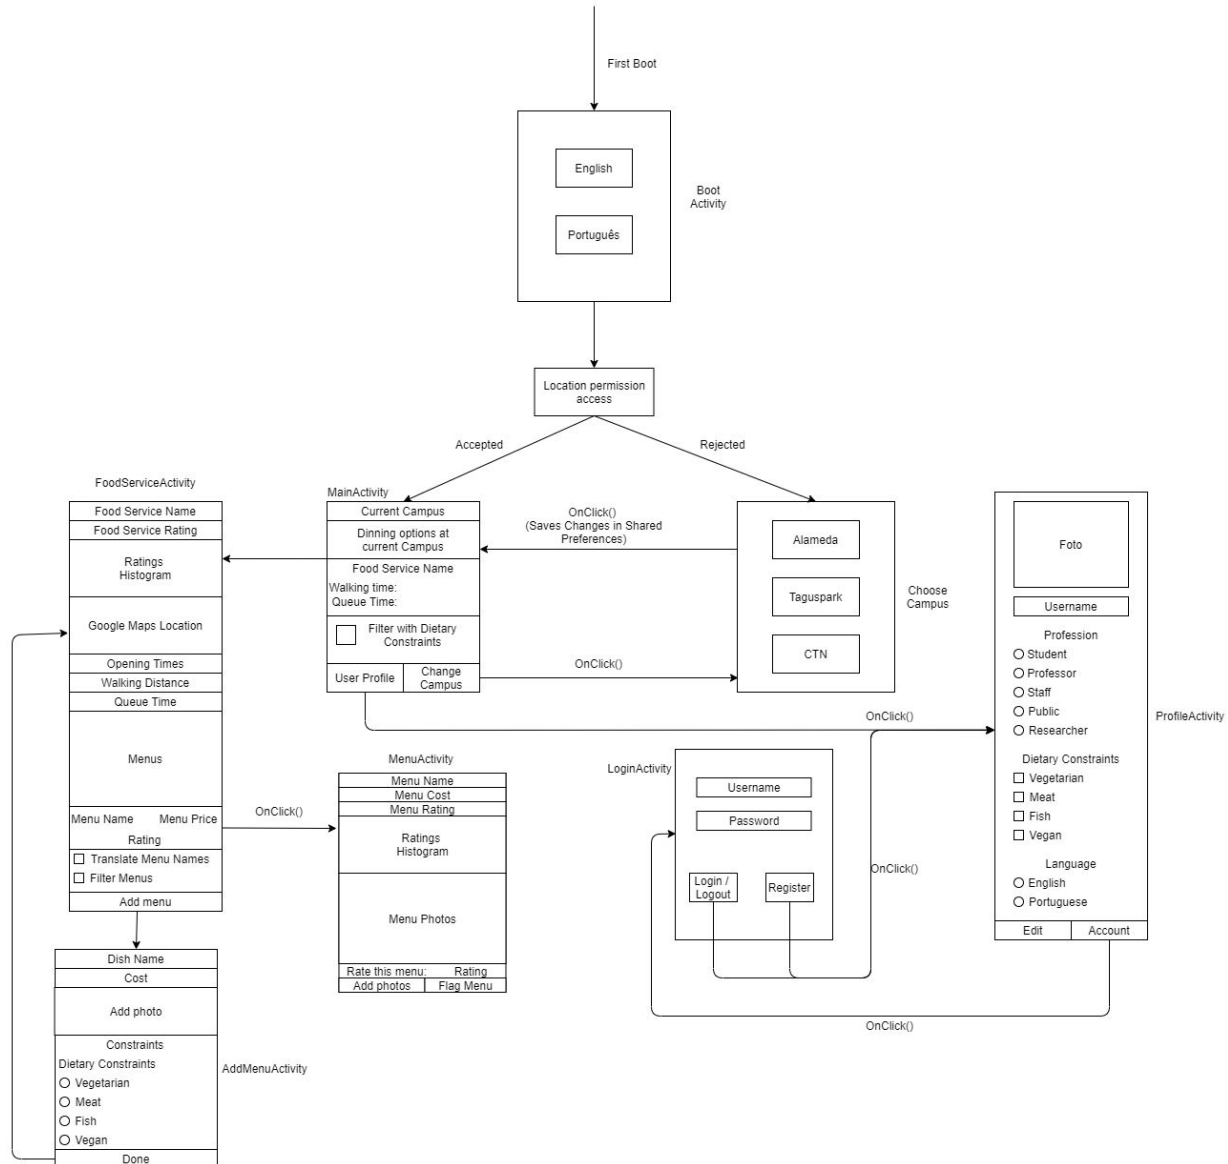 First Boot
English
Português
Boot
Activity
Location permission
access
Accepted
Rejected
FoodServiceActivity
Food Service Name
Food Service Rating
Ratings
Histogram
Google Maps Location
Opening Times
Walking Distance
Queue Time
Menus
Menu Name Menu Price
Rating
Translate Menu Names
Filter Menus
Add menu
MainActivity
Current Campus
Dinning options at
current Campus
Food Service Name
Walking time:
Queue Time:
Filter with Dietary
Constraints
User Profile
Change
Campus
OnClick()
(Saves Changes in Shared
Preferences)
OnClick()
Alameda
Taguspark
CTN
Choose
Campus
OnClick()
Foto
Username
Profession
Student
Professor
Staff
Public
Researcher
Dietary Constraints
Vegetarian
Meat
Fish
Vegan
Language
English
Portuguese
Edit
Account
ProfileActivity
OnClick()
MenuActivity
Menu Name
Menu Cost
Menu Rating
Ratings
Histogram
Menu Photos
Rate this menu: Rating
Add photos
Flag Menu
LoginActivity
Username
Password
Login /
Logout
Register
OnClick()
OnClick()
Dish Name
Cost
Add photo
Constraints
Dietary Constraints
Vegetarian
Meat
Fish
Vegan
Done
AddMenuActivity